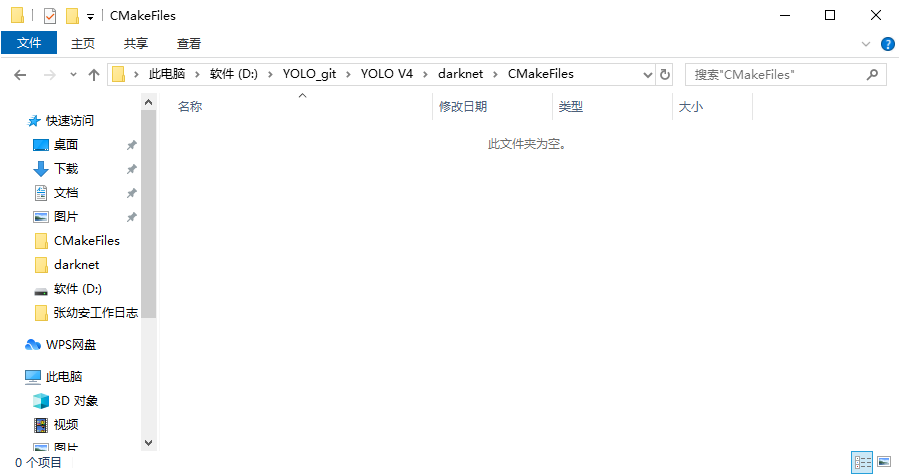 CMakeFiles
文件 主页 共享 查看
此电脑 软件 (D:) YOLO_git YOLO V4 darknet CMakeFiles 搜索"CMakeFiles"
名称 修改日期 类型 大小
此文件夹为空。
快速访问
桌面
下载
文档
图片
CMakeFiles
darknet
软件 (D:)
张幼安工作日志
WPS网盘
此电脑
3D 对象
视频
图片
0 个项目